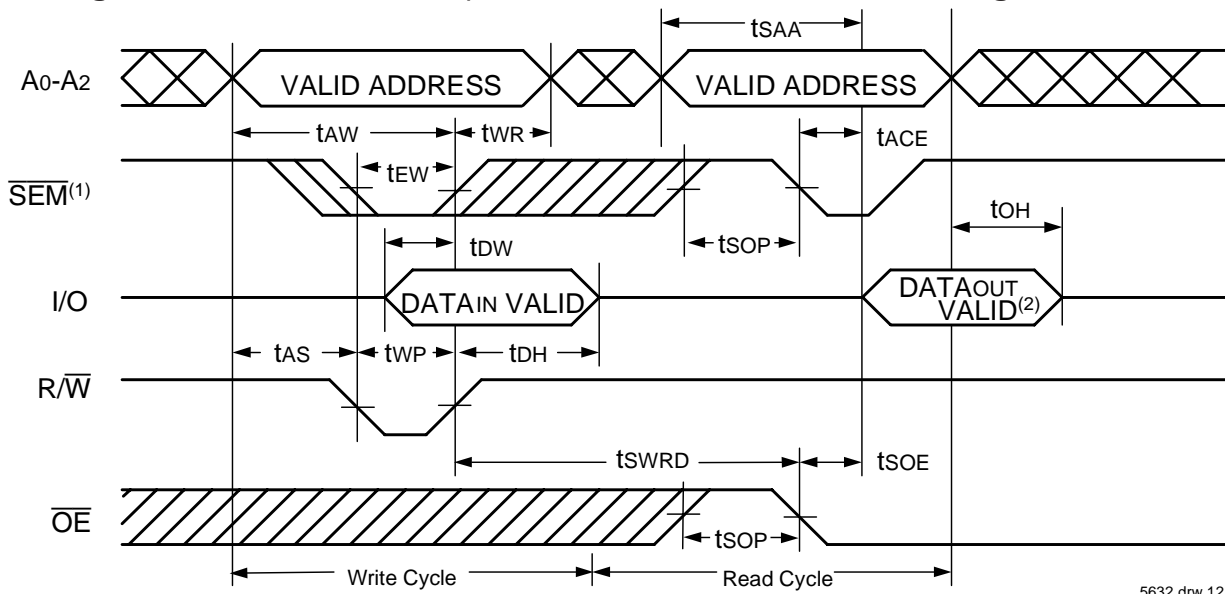 tSAA
A0-A2
VALID ADDRESS
VALID ADDRESS
tAW
tWR
tACE
tEW
SEM(1)
tOH
tSOP
tDW
I/O
DATAIN VALID
DATAOUT
VALID(2)
tAS
tWP
tDH
R/W
tSWRD
tSOE
OE
tSOP
Write Cycle
Read Cycle
5632 drw 12